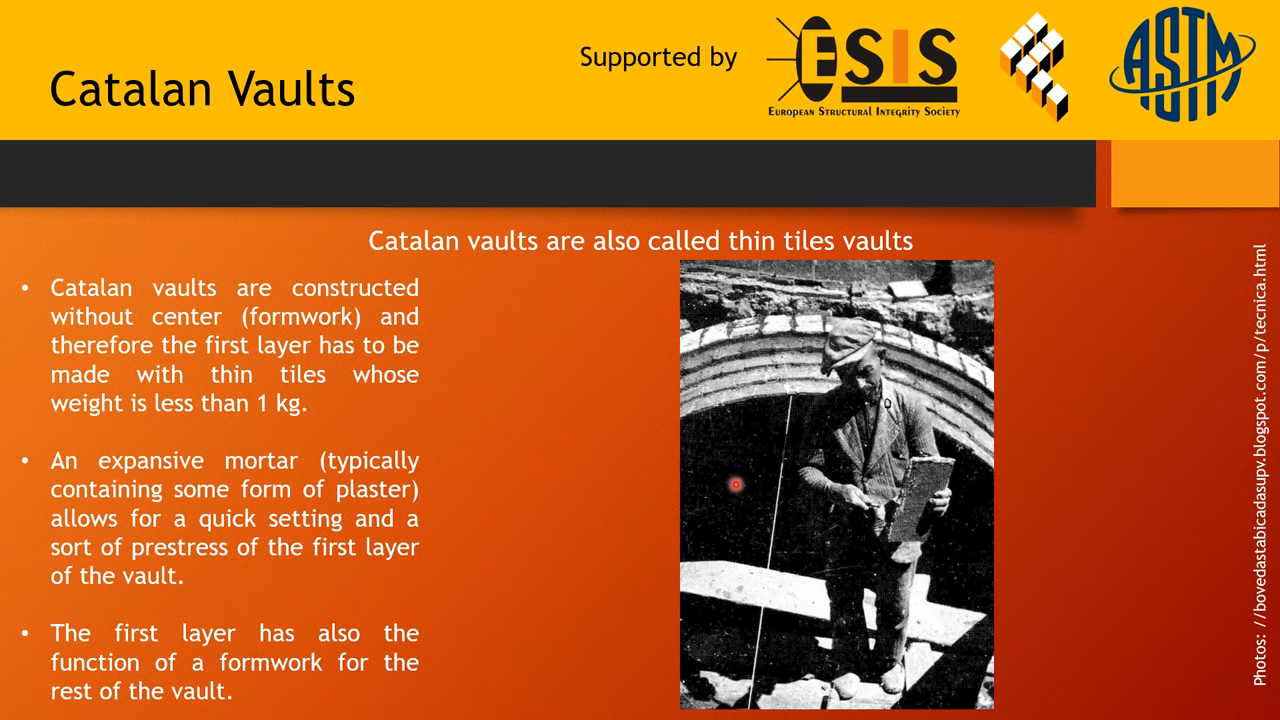 Catalan Vaults
Supported by
ESIS
European Structural Integrity Society
ASTM
Catalan vaults are also called thin tiles vaults
• Catalan vaults are constructed
without center (formwork) and
therefore the first layer has to be
made with thin tiles whose
weight is less than 1 kg.
• An expansive mortar (typically
containing some form of plaster)
allows for a quick setting and a
sort of prestress of the first layer
of the vault.
• The first layer has also the
function of a formwork for the
rest of the vault.
Photos: //bovedastabicadasupv.blogspot.com/p/tecnica.html